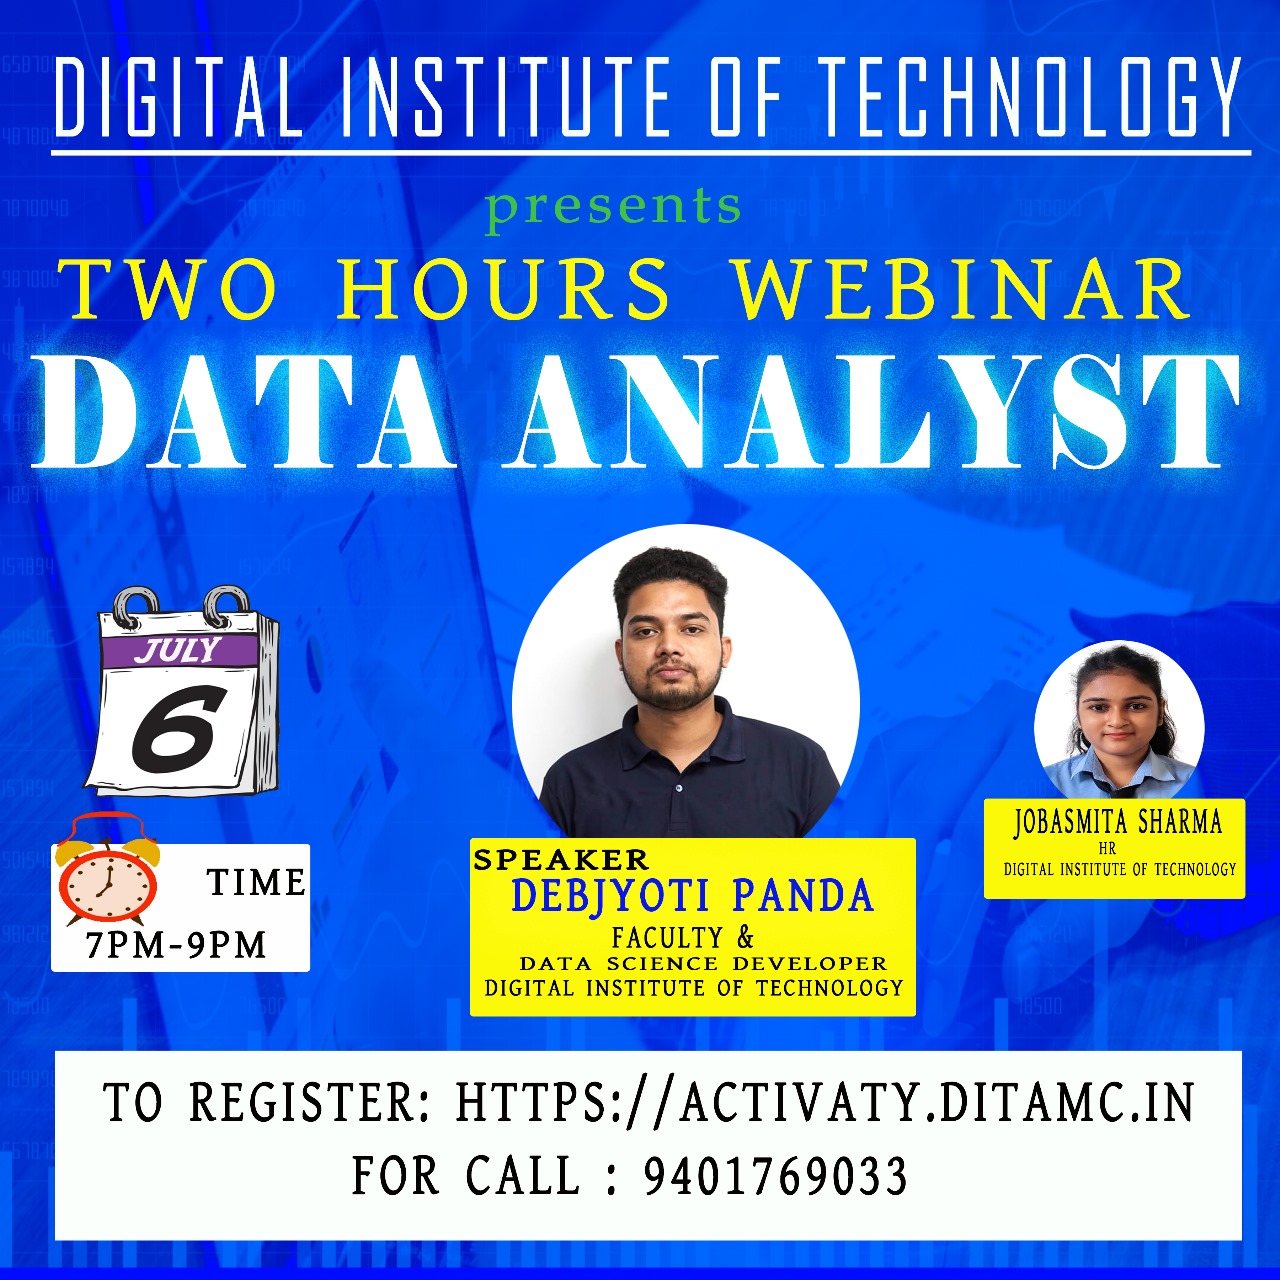 DIGITAL INSTITUTE OF TECHNOLOGY
presents
TWO HOURS WEBINAR
DATA ANALYST
JULY
6
TIME
7PM-9PM
SPEAKER
DEBJYOTI PANDA
FACULTY &
DATA SCIENCE DEVELOPER
DIGITAL INSTITUTE OF TECHNOLOGY
JOBASMITA SHARMA
HR
DIGITAL INSTITUTE OF TECHNOLOGY
TO REGISTER: HTTPS://ACTIVATY.DITAMC.IN
FOR CALL : 9401769033